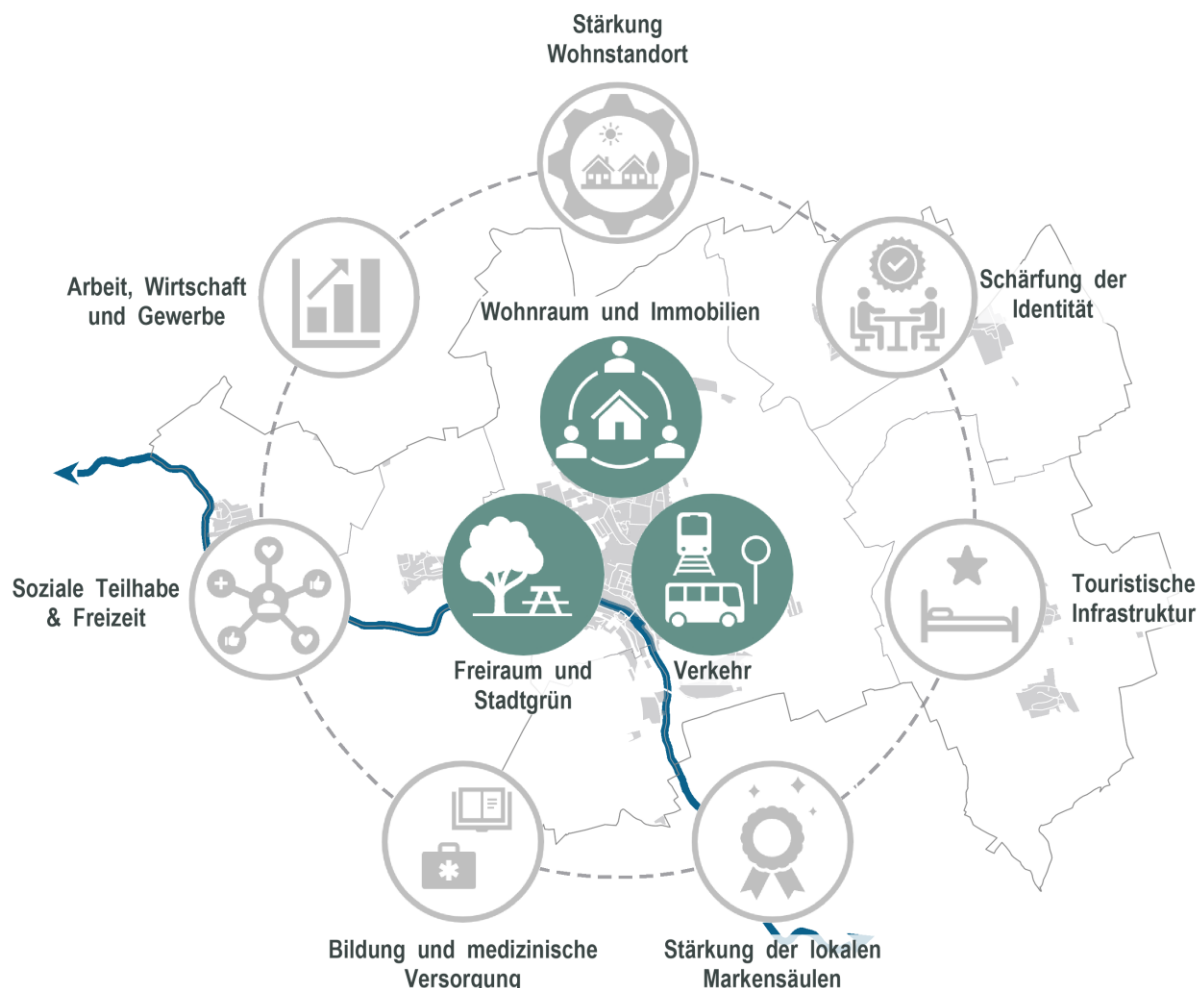 Stärkung
Wohnstandort
Arbeit, Wirtschaft
und Gewerbe
Schärfung der
Identität
Wohnraum und Immobilien
Soziale Teilhabe
& Freizeit
Touristische
Infrastruktur
Freiraum und
Stadtgrün
Verkehr
Bildung und medizinische
Versorgung
Stärkung der lokalen
Markensäulen